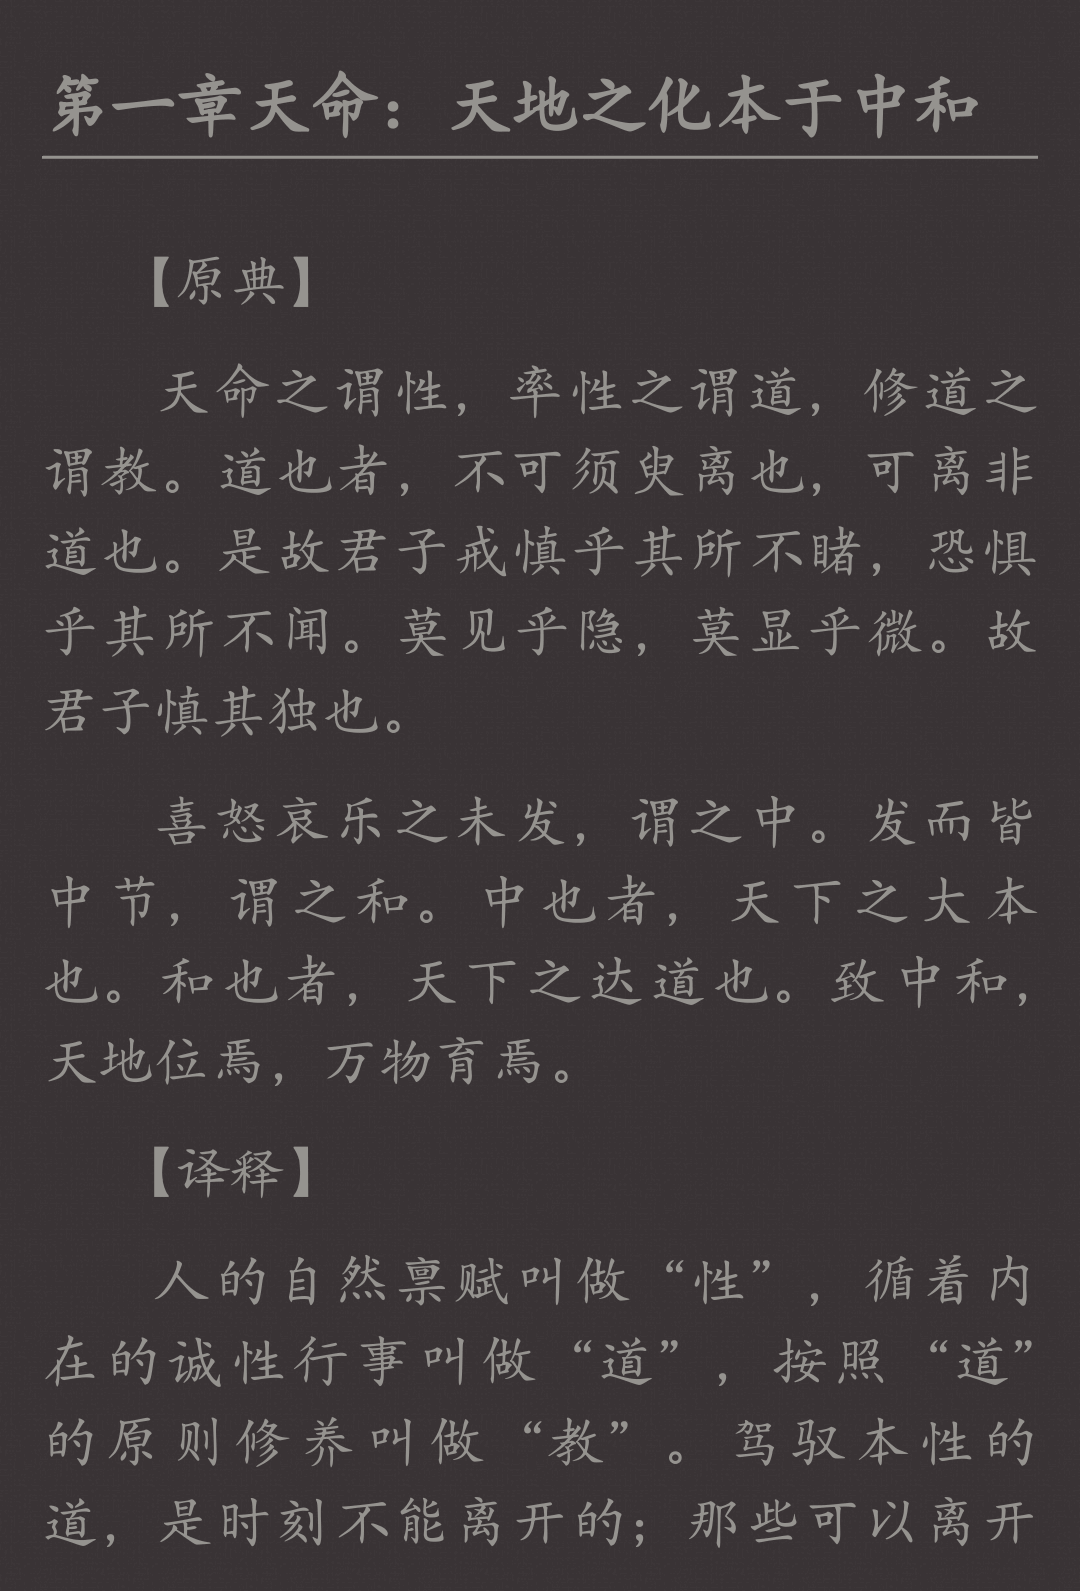 第一章天命：天地之化本于中和
【原典】
天命之谓性，率性之谓道，修道之
谓教。道也者，不可须臾离也，可离非
道也。是故君子戒慎乎其所不睹，恐惧
乎其所不闻。莫见乎隐，莫显乎微。故
君子慎其独也。
喜怒哀乐之未发，谓之中。发而皆
中节，谓之和。中也者，天下之大本
也。和也者，天下之达道也。致中和，
天地位焉，万物育焉。
【译释】
人的自然禀赋叫做“性”，循着内
在的诚性行事叫做“道”，按照“道”
的原则修养叫做“教”。驾驭本性的
道，是时刻不能离开的；那些可以离开